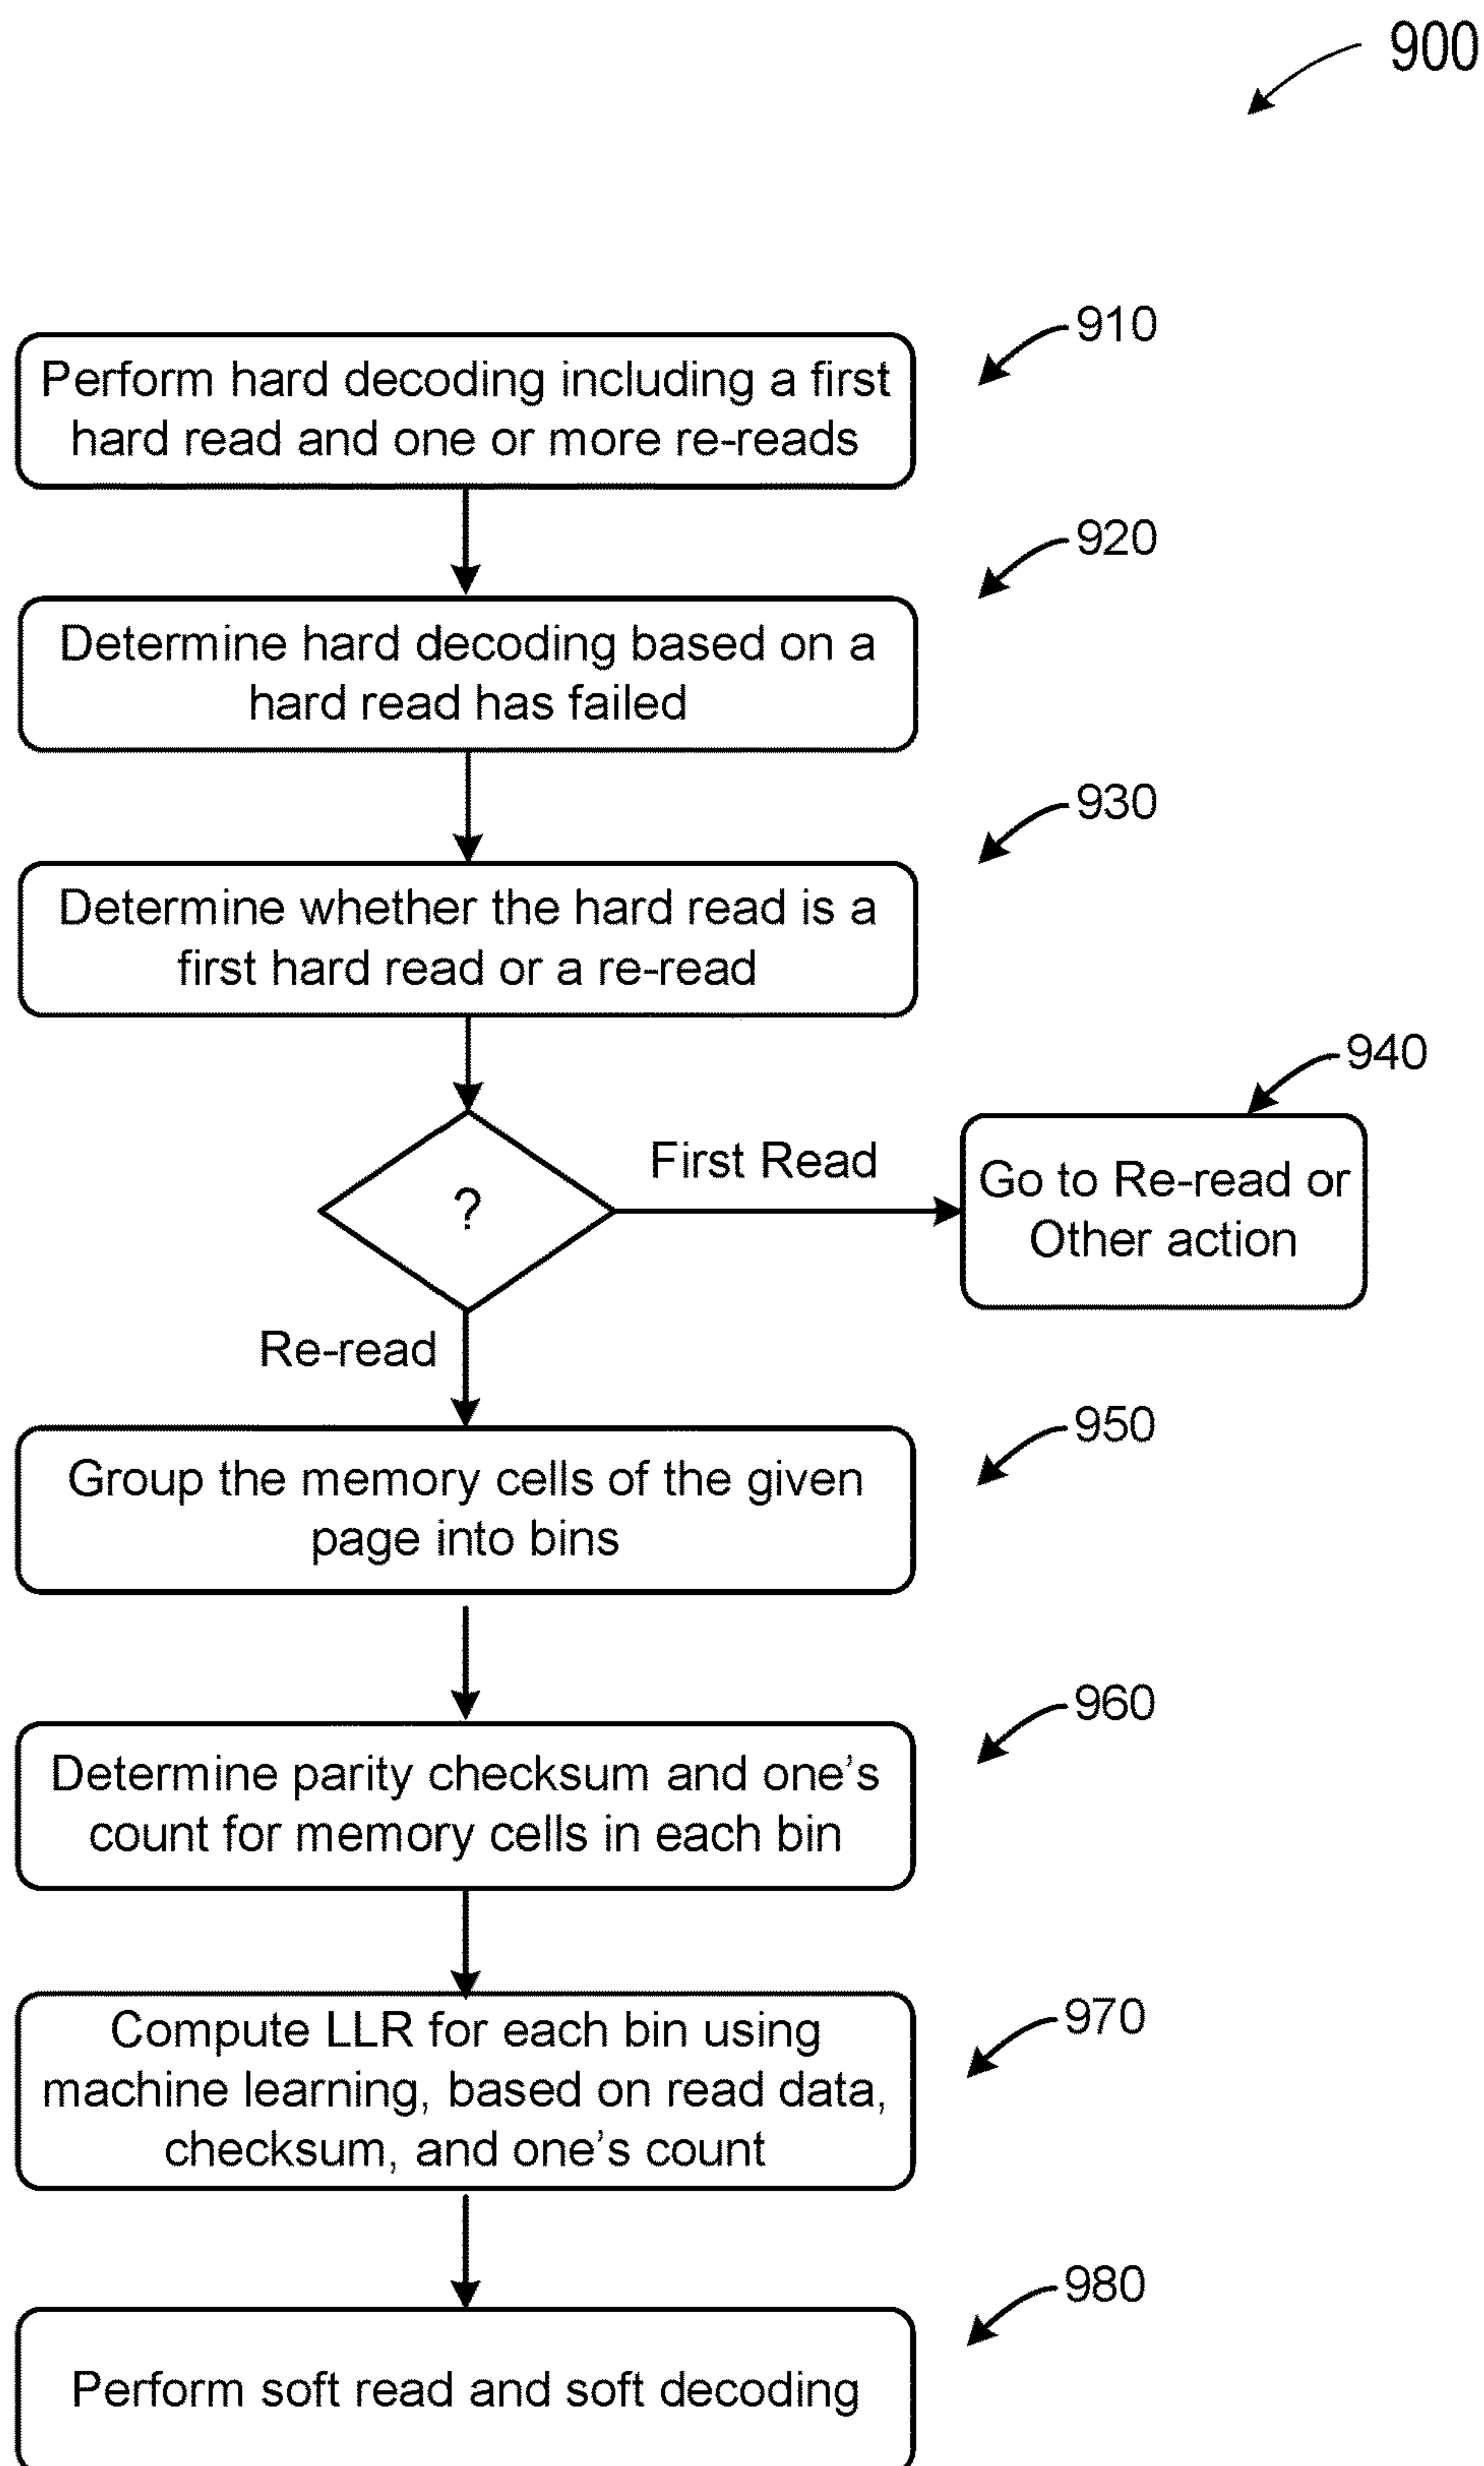 900
910
Perform hard decoding including a first
hard read and one or more re-reads
920
Determine hard decoding based on a
hard read has failed
930
Determine whether the hard read is a
first hard read or a re-read
940
First Read
Go to Re-read or
Other action
?
Re-read
950
Group the memory cells of the given
page into bins
960
Determine parity checksum and one's
count for memory cells in each bin
970
Compute LLR for each bin using
machine learning, based on read data,
checksum, and one's count
980
Perform soft read and soft decoding